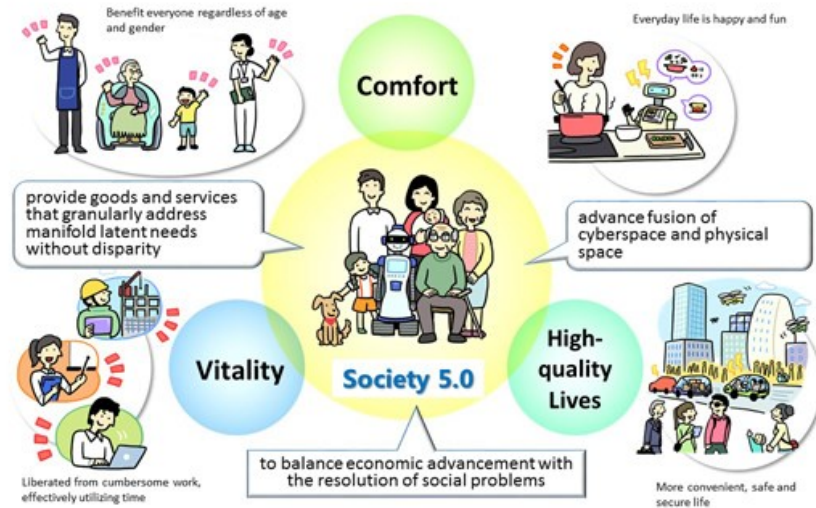 Benefit everyone regardless of age
and gender
Everyday life is happy and fun
Comfort
provide goods and services
that granularly address
manifold latent needs
without disparity
advance fusion of
cyberspace and physical
space
Vitality
Society 5.0
High-
quality
Lives
to balance economic advancement with
the resolution of social problems
Liberated from cumbersome work,
effectively utilizing time
More convenient, safe and
secure life